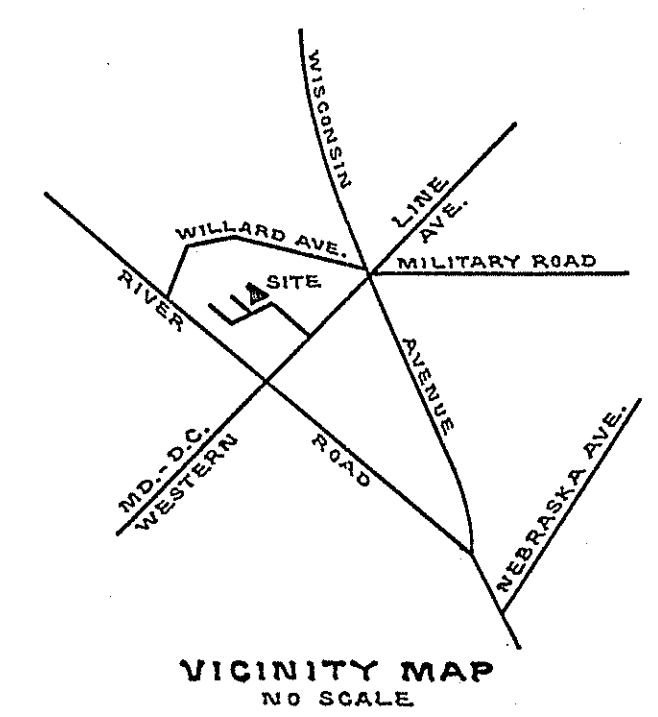 WISCONSIN
LINE
AVE.
WILLARD AVE.
MILITARY ROAD
SITE
RIVER
AVENUE
MD.-D.C.
WESTERN
ROAD
NEBRASKA AVE.
VICINITY MAP
NO SCALE